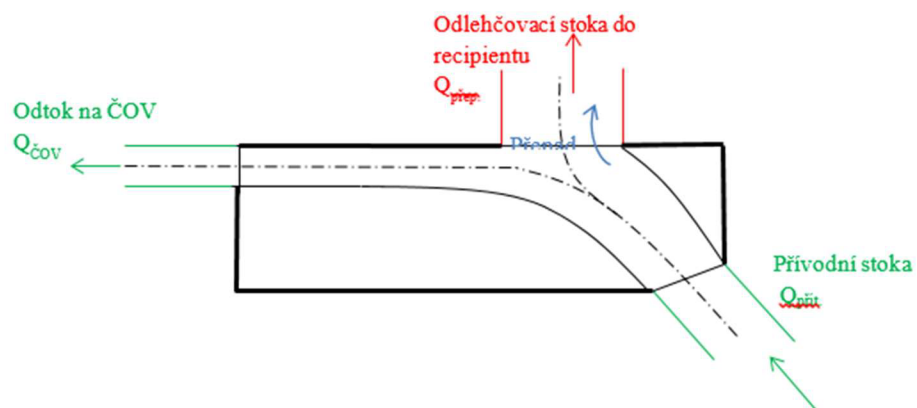 Odlehčovací stoka do
recipientu
Qpřep.
Odtok na ČOV
QČOV
Přepad
Přívodní stoka
Qpřít.